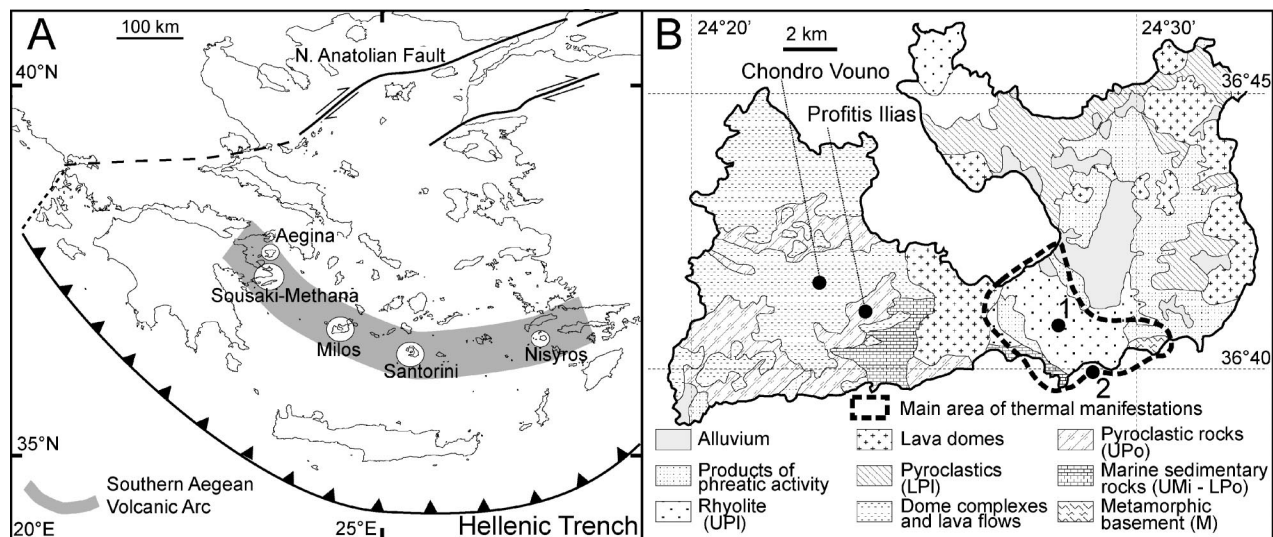 A
100 km
N. Anatolian Fault
40°N
Aegina
Sousaki-Methana
Milos
Santorini
Nisyros
35°N
Southern Aegean
Volcanic Arc
20°E
25°E
Hellenic Trench
B
24°20'
24°30'
2 km
Chondro Vouno
Profitis Ilias
36°45
1
36°40
2
Main area of thermal manifestations
Alluvium
Products of
phreatic activity
Rhyolite
(UPl)
Lava domes
Pyroclastics
(LPl)
Dome complexes
and lava flows
Pyroclastic rocks
(UPo)
Marine sedimentary
rocks (UMi - LPo)
Metamorphic
basement (M)